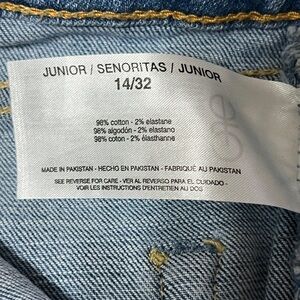 JUNIOR / SENORITAS / JUNIOR
14/32
98% cotton - 2% elastane
98% algodón - 2% elastano
98% cotton - 2% élasthanne
MADE IN PAKISTAN - HECHO EN PAKISTAN - FABRIQUÉ AU PAKISTAN
SEE REVERSE FOR CARE - VER AL REVERSO PARA EL CUIDADO
VOIR LES INSTRUCTIONS D'ENTRETIEN AU DOS